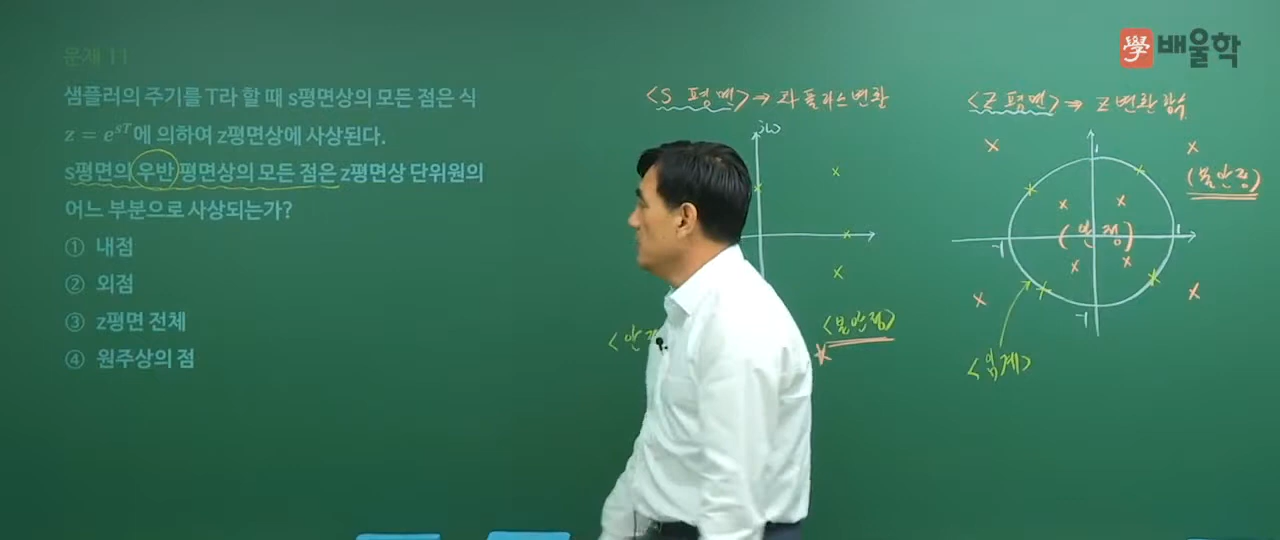 學 배울학
문제 11
샘플러의 주기를 T라 할 때 s평면상의 모든 점은 식
z = e^{sT}에 의하여 z평면상에 사상된다.
s평면의 우반 평면상의 모든 점은 z평면상 단위원의
어느 부분으로 사상되는가?
① 내점
② 외점
③ z평면 전체
④ 원주상의 점
<S 평면> ⇒ 라플라스변환
jω
<안정
<불안정>
<Z 평면> ⇒ Z 변환 함수
1
(불안정)
(안정)
-1
1
-1
<임계>